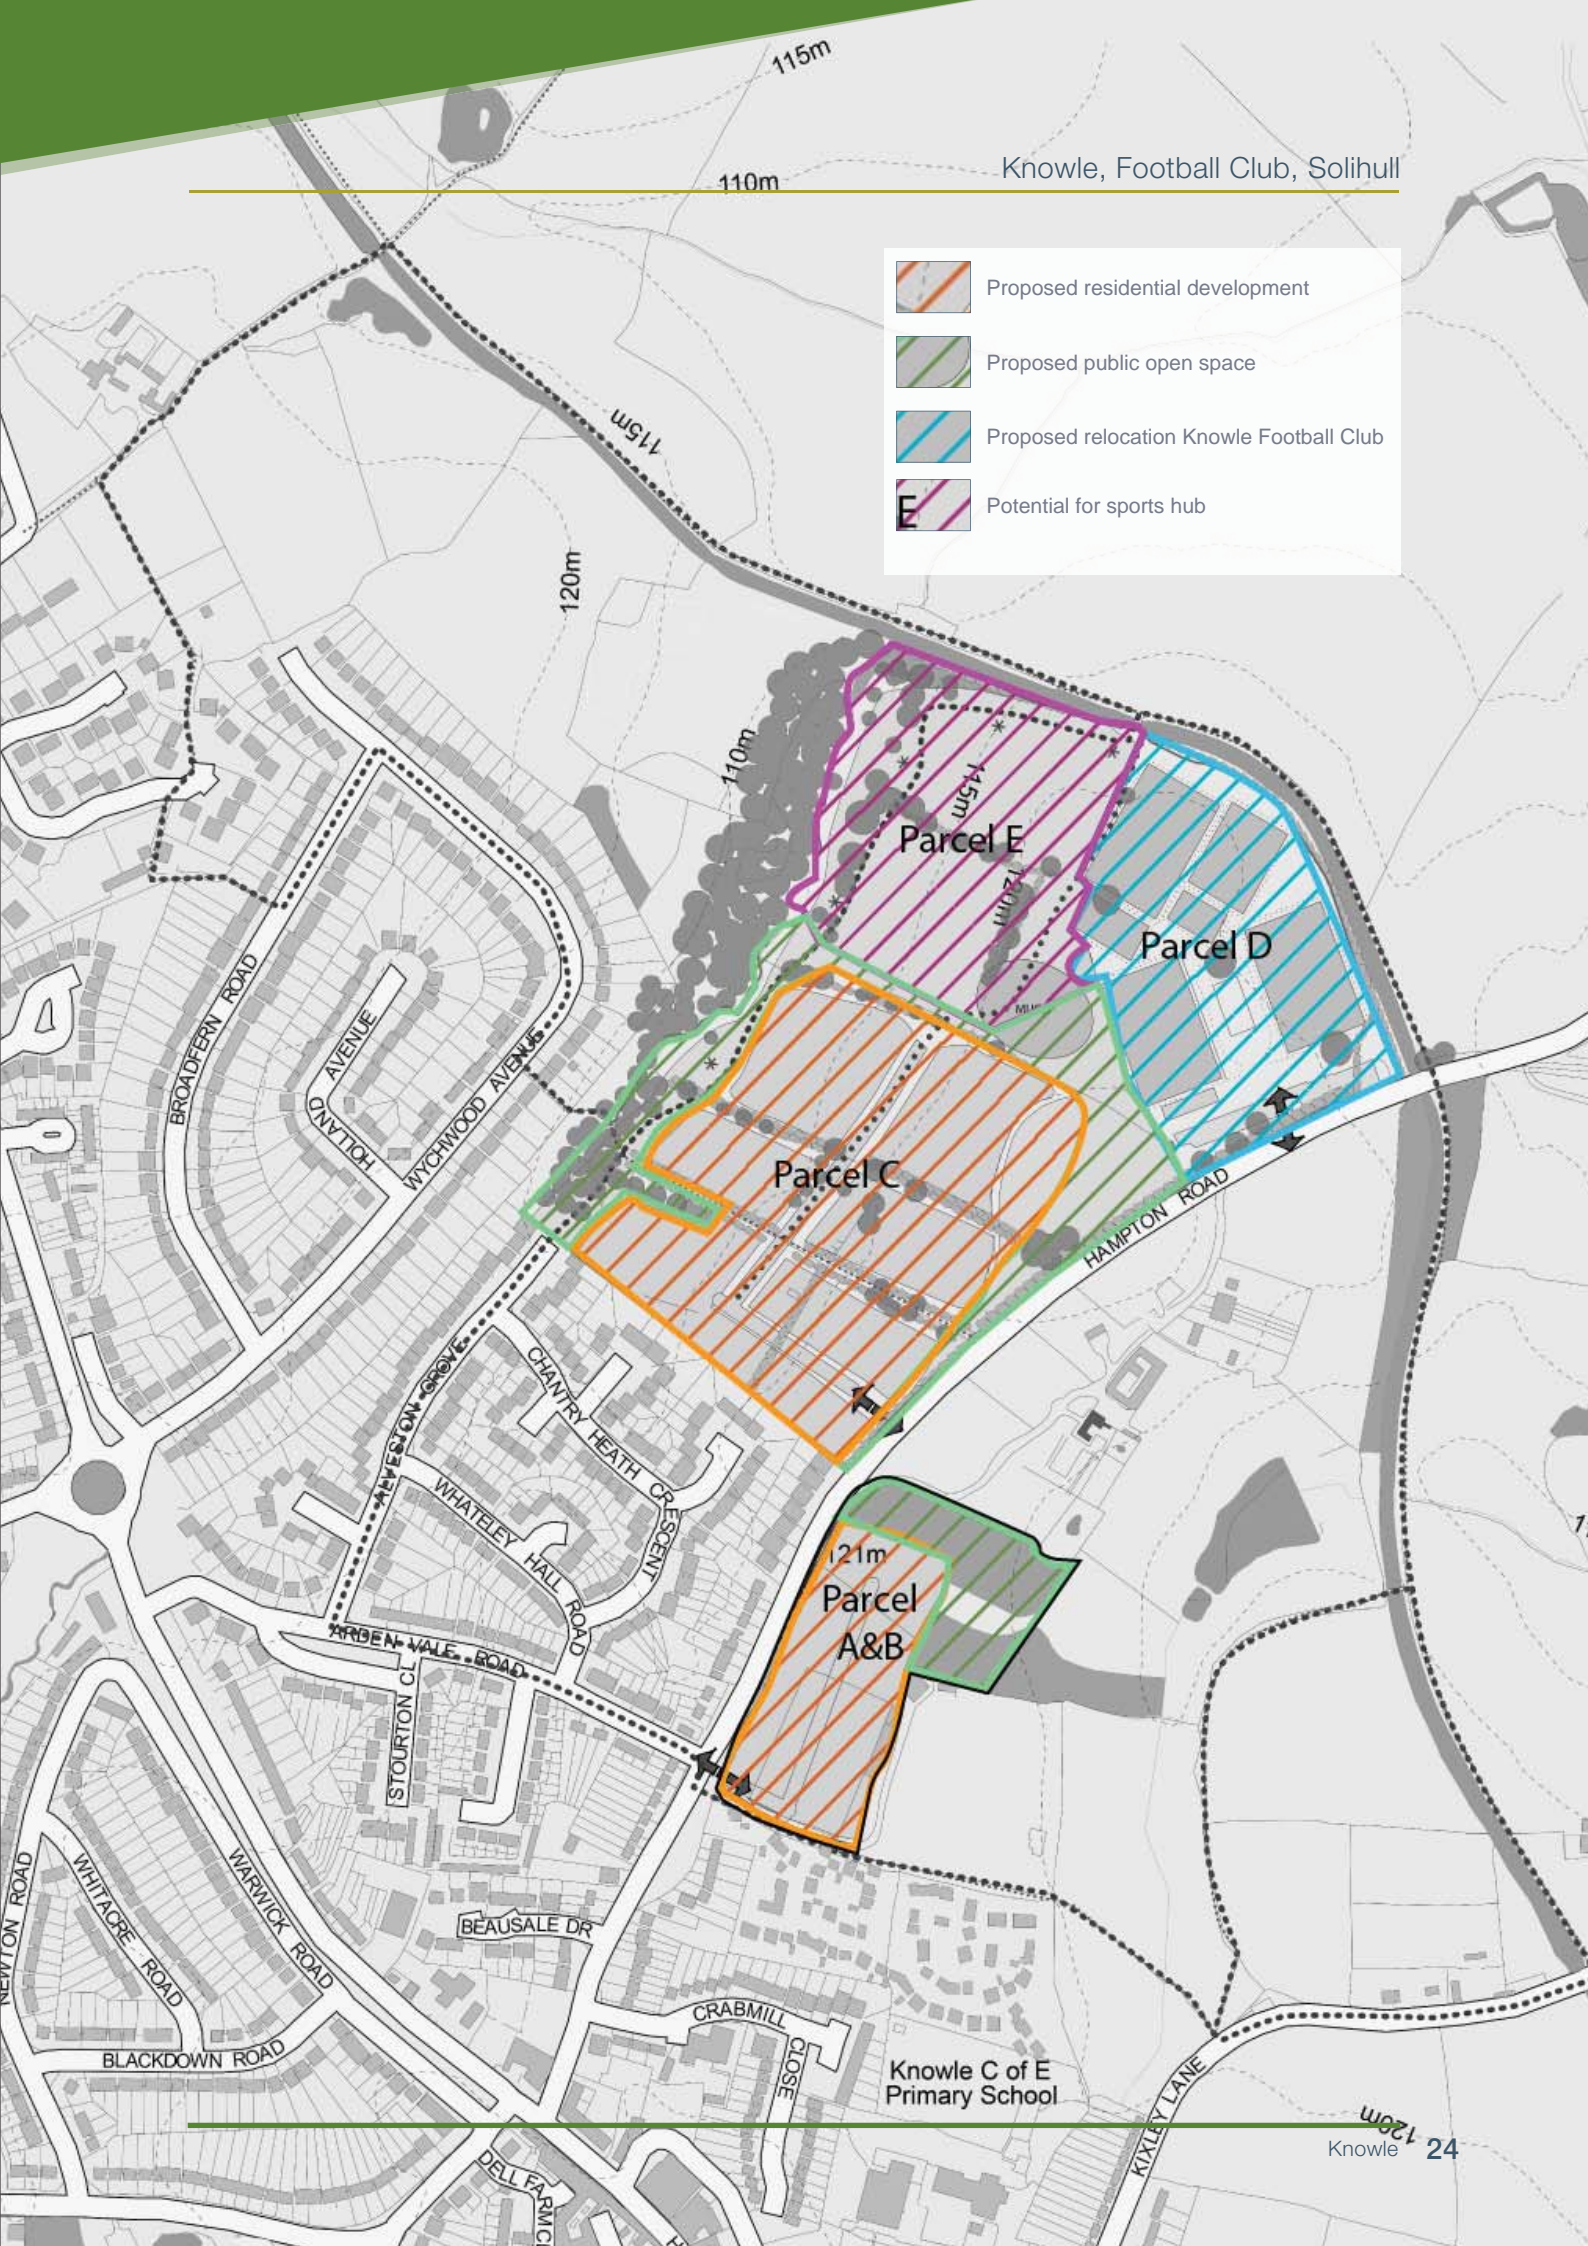 115m
Knowle, Football Club, Solihull
110m
Proposed residential development
Proposed public open space
Proposed relocation Knowle Football Club
E
Potential for sports hub
115m
120m
110m
115m
Parcel E
120m
Parcel D
BROADFERN ROAD
HOLLAND AVENUE
WYCHWOOD AVENUE
Parcel C
HAMPTON ROAD
ALVESTON GROVE
CHANTRY HEATH CRESCENT
WHATELEY HALL ROAD
121m
Parcel
A&B
ARDEN VALE ROAD
STOURTON CL
NEWTON ROAD
WHITACRE ROAD
WARWICK ROAD
BEAUSALE DR
CRABMILL CLOSE
BLACKDOWN ROAD
Knowle C of E
Primary School
KIXLEY LANE
120m
DELL FARM CL
Knowle 24